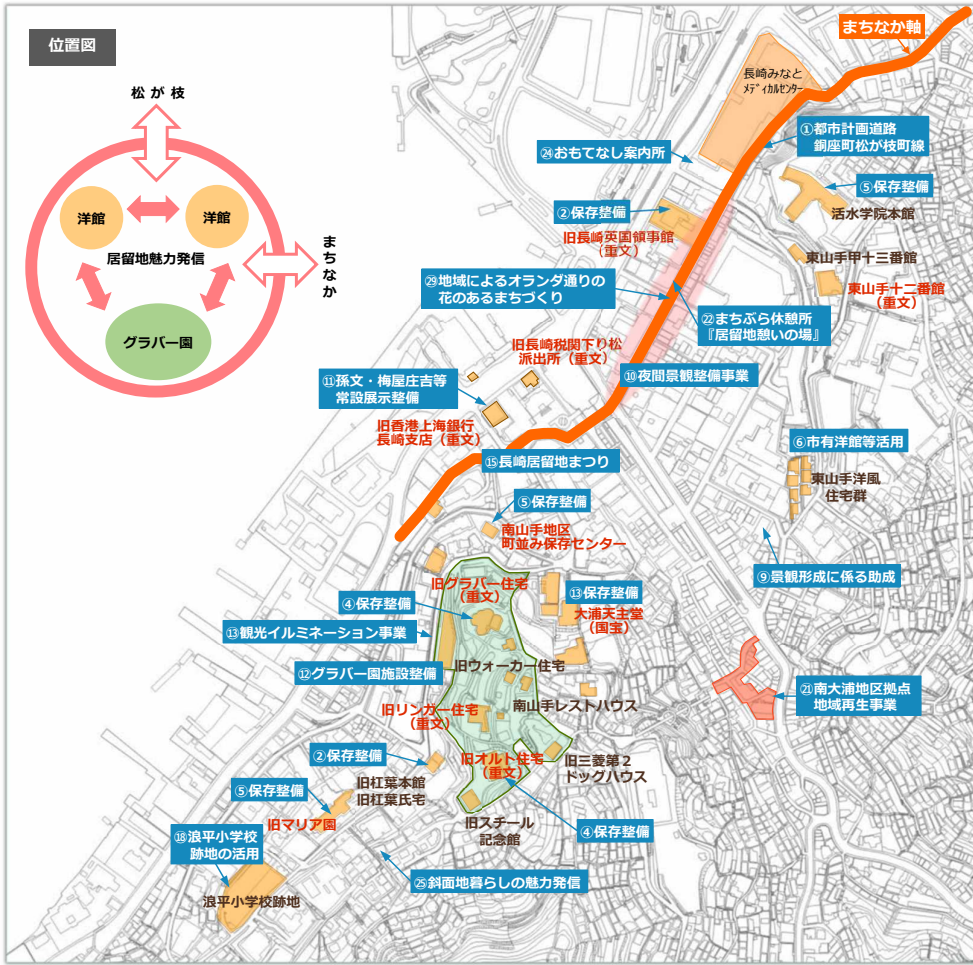 位置図
まちなか軸
松が枝
洋館
洋館
居留地魅力発信
まちなか
グラバー園
長崎みなと
ﾒﾃﾞｨｶﾙｾﾝﾀｰ
①都市計画道路
銅座町松が枝町線
㉔おもてなし案内所
⑤保存整備
活水学院本館
②保存整備
旧長崎英国領事館
（重文）
東山手甲十三番館
東山手十二番館
（重文）
㉙地域によるオランダ通りの
花のあるまちづくり
㉒まちぶら休憩所
『居留地憩いの場』
旧長崎税関下り松
派出所（重文）
⑩夜間景観整備事業
⑪孫文・梅屋庄吉等
常設展示整備
旧香港上海銀行
長崎支店（重文）
⑥市有洋館等活用
⑮長崎居留地まつり
東山手洋風
住宅群
⑤保存整備
南山手地区
町並み保存センター
⑨景観形成に係る助成
旧グラバー住宅
（重文）
④保存整備
⑬保存整備
大浦天主堂
（国宝）
⑬観光イルミネーション事業
旧ウォーカー住宅
⑫グラバー園施設整備
㉑南大浦地区拠点
地域再生事業
旧リンガー住宅
（重文）
南山手レストハウス
②保存整備
旧オルト住宅
（重文）
旧三菱第２
ドッグハウス
旧杠葉本館
旧杠葉氏宅
⑤保存整備
旧マリア園
旧スチール
記念館
④保存整備
⑱浪平小学校
跡地の活用
㉕斜面地暮らしの魅力発信
浪平小学校跡地